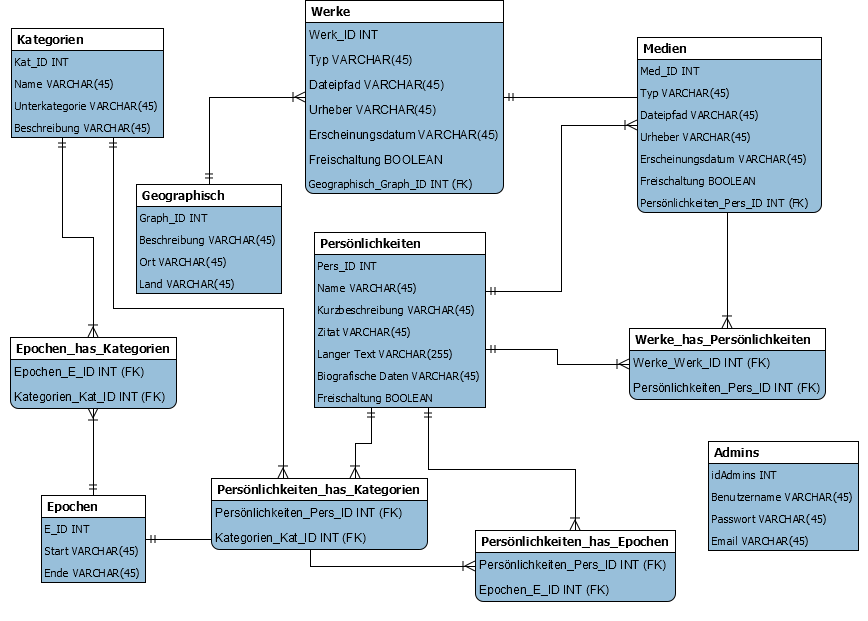 Kategorien
Kat_ID INT
Name VARCHAR(45)
Unterkategorie VARCHAR(45)
Beschreibung VARCHAR(45)
Werke
Werk_ID INT
Typ VARCHAR(45)
Dateipfad VARCHAR(45)
Urheber VARCHAR(45)
Erscheinungsdatum VARCHAR(45)
Freischaltung BOOLEAN
Geographisch_Graph_ID INT (FK)
Medien
Med_ID INT
Typ VARCHAR(45)
Dateipfad VARCHAR(45)
Urheber VARCHAR(45)
Erscheinungsdatum VARCHAR(45)
Freischaltung BOOLEAN
Persönlichkeiten_Pers_ID INT (FK)
Geographisch
Graph_ID INT
Beschreibung VARCHAR(45)
Ort VARCHAR(45)
Land VARCHAR(45)
Persönlichkeiten
Pers_ID INT
Name VARCHAR(45)
Kurzbeschreibung VARCHAR(45)
Zitat VARCHAR(45)
Langer Text VARCHAR(255)
Biografische Daten VARCHAR(45)
Freischaltung BOOLEAN
Epochen_has_Kategorien
Epochen_E_ID INT (FK)
Kategorien_Kat_ID INT (FK)
Werke_has_Persönlichkeiten
Werke_Werk_ID INT (FK)
Persönlichkeiten_Pers_ID INT (FK)
Epochen
E_ID INT
Start VARCHAR(45)
Ende VARCHAR(45)
Persönlichkeiten_has_Kategorien
Persönlichkeiten_Pers_ID INT (FK)
Kategorien_Kat_ID INT (FK)
Persönlichkeiten_has_Epochen
Persönlichkeiten_Pers_ID INT (FK)
Epochen_E_ID INT (FK)
Admins
idAdmins INT
Benutzername VARCHAR(45)
Passwort VARCHAR(45)
Email VARCHAR(45)